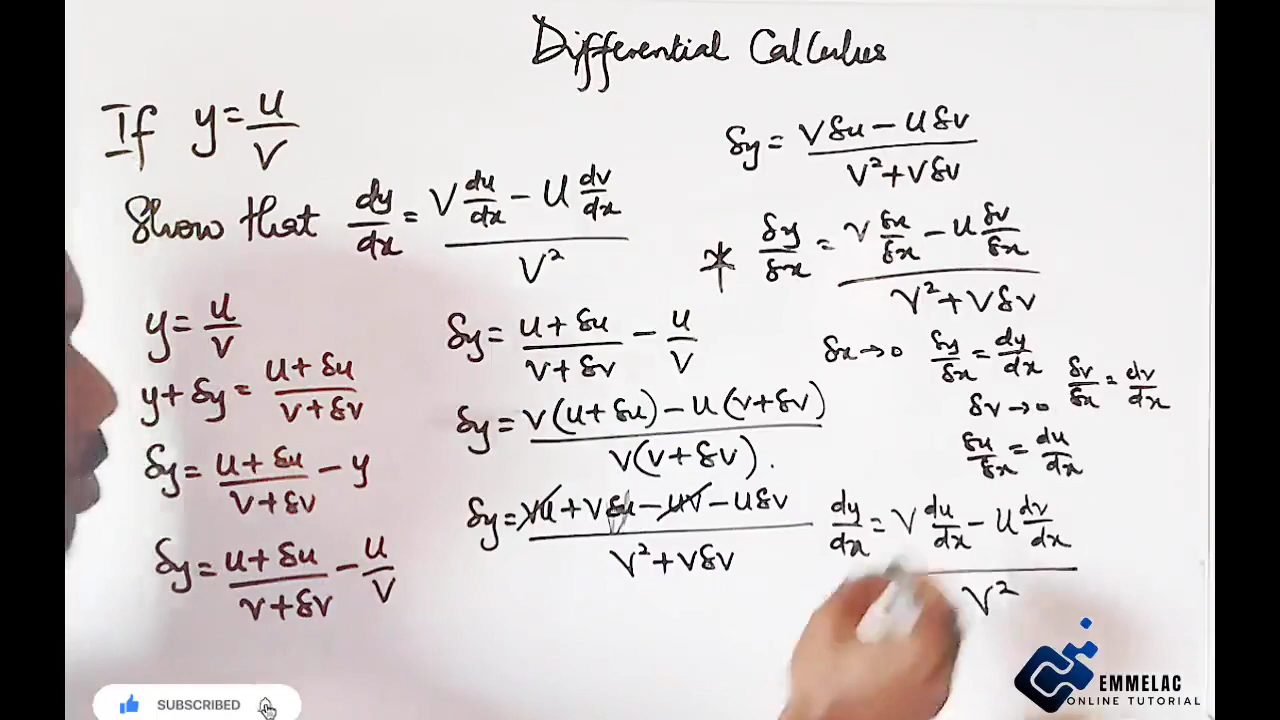 Differential Calculus
If y = u/v
Show that dy/dx = (v du/dx − u dv/dx) / v²
y = u/v
y + δy = (u + δu)/(v + δv)
δy = (u + δu)/(v + δv) − y
δy = (u + δu)/(v + δv) − u/v
δy = (u + δu)/(v + δv) − u/v
δy = (v(u + δu) − u(v + δv)) / v(v + δv).
δy = (vu + vδu − uv − uδv) / (v² + vδv)
δy = (vδu − uδv) / (v² + vδv)
* δy/δx = (v δu/δx − u δv/δx) / (v² + vδv)
δx → 0 δy/δx = dy/dx
δv/δx = dv/dx
δv → 0
δu/δx = du/dx
dy/dx = (v du/dx − u dv/dx) / v²
SUBSCRIBED
EMMELAC
ONLINE TUTORIAL